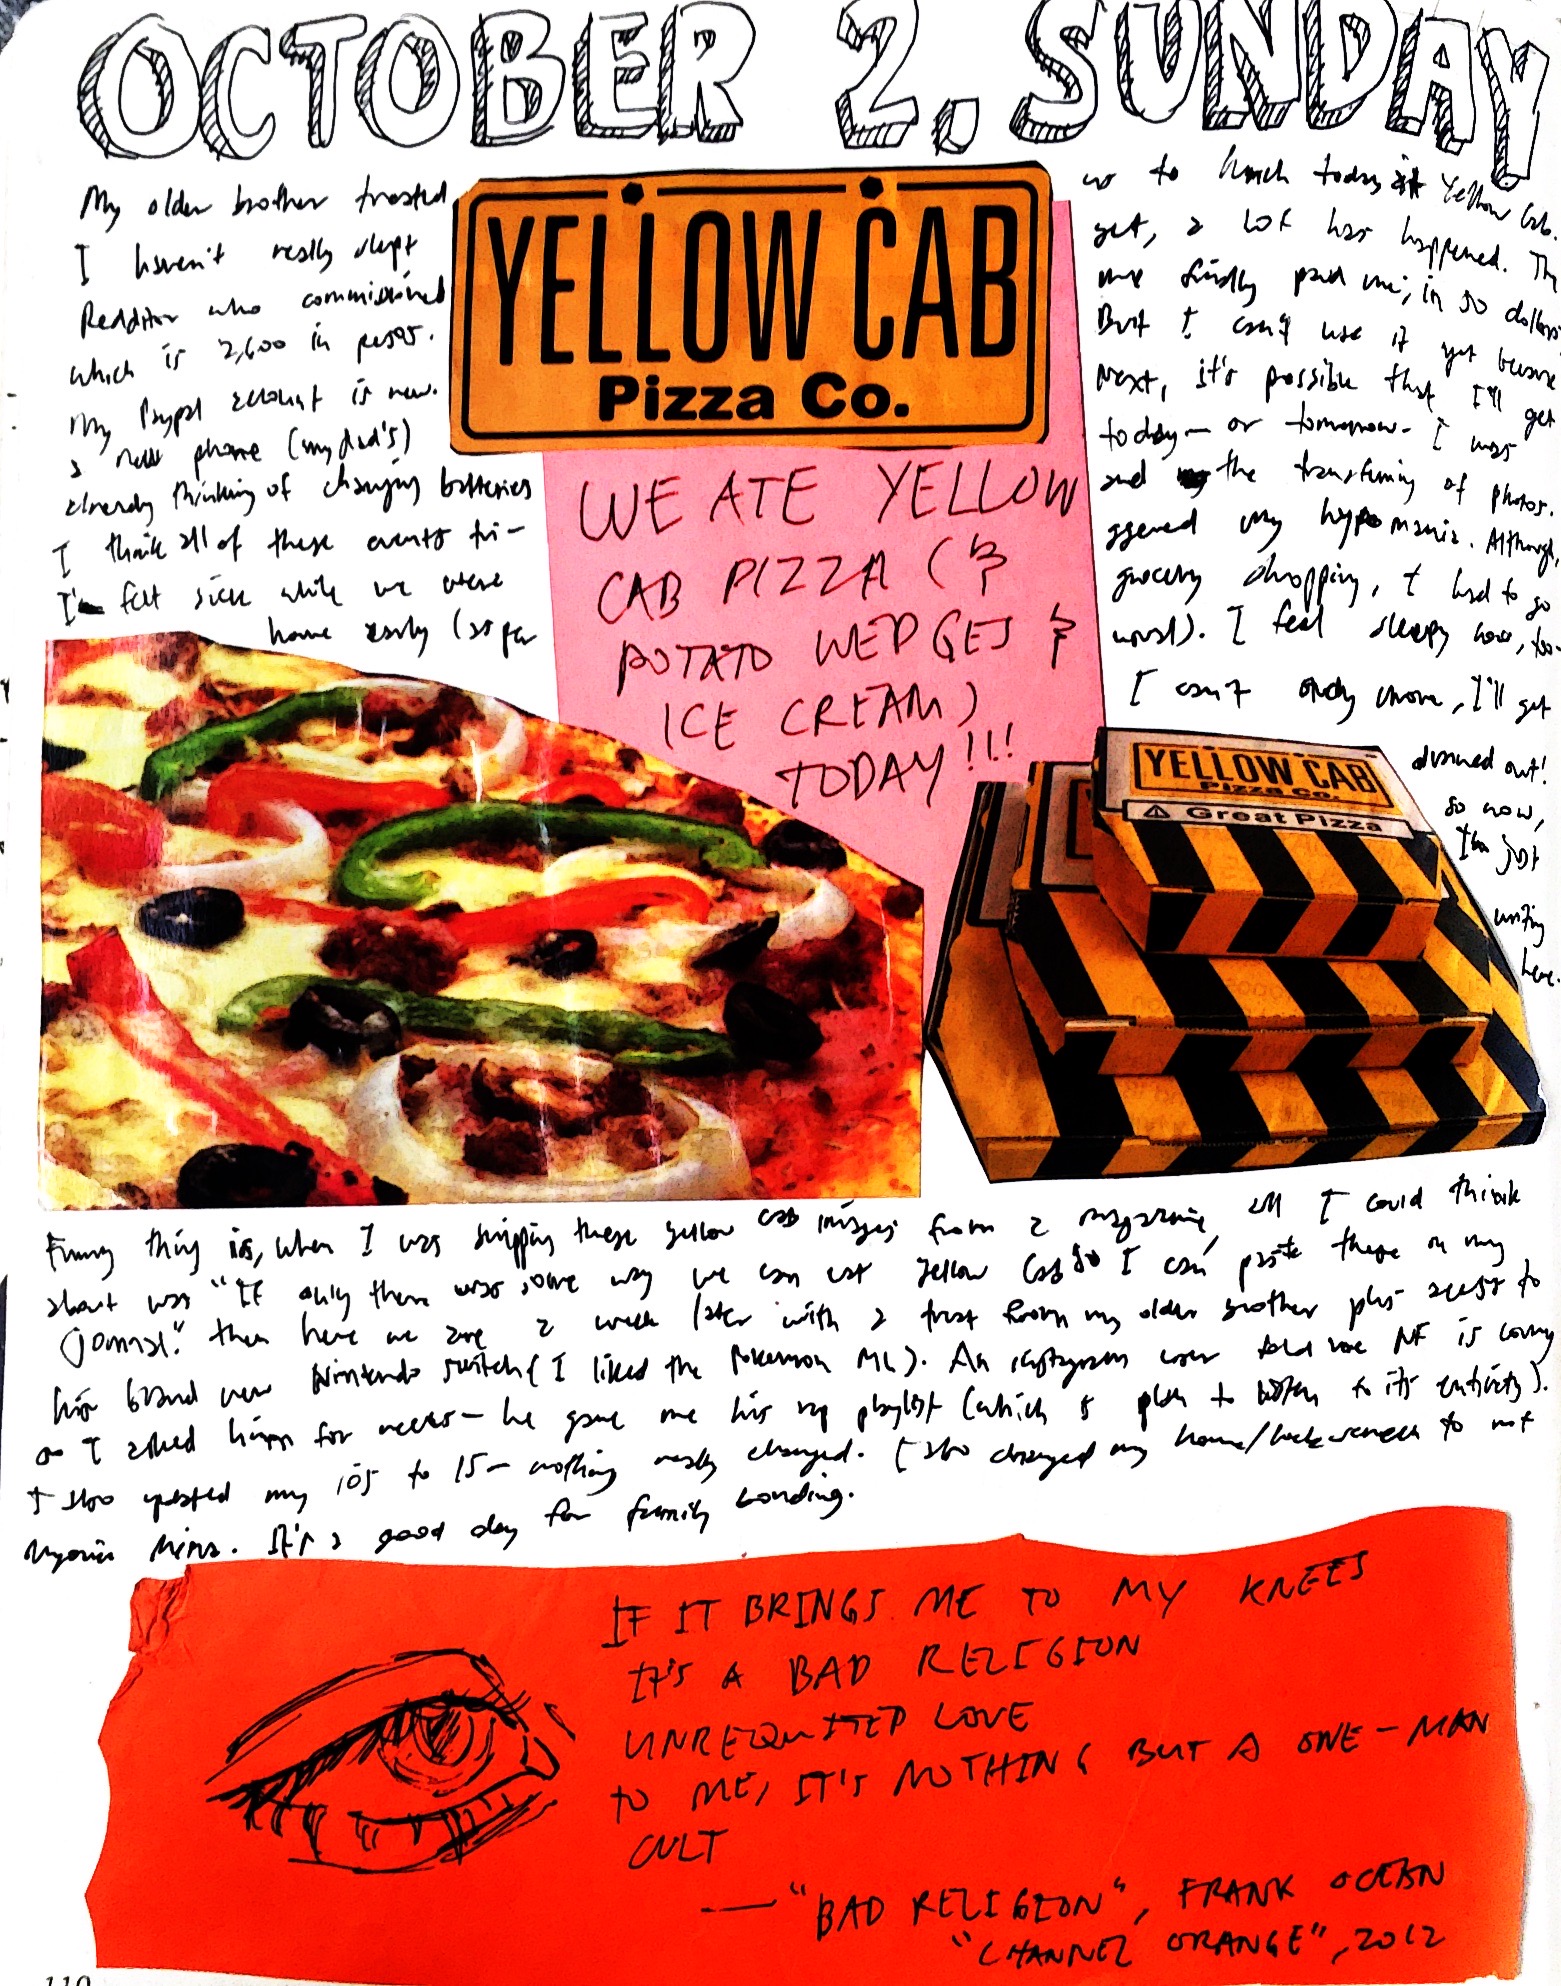 OCTOBER 2, SUNDAY
My older brother treated
us to lunch today at Yellow Cab.
I haven't really slept
yet, a lot has happened. The
Redditor who commissioned
me finally paid me, in 50 dollars,
which is 2,600 in pesos.
But I can't use it yet because
My Paypal account is new.
Next, it's possible that I'll get
a new phone (my dad's)
today — or tomorrow. I was
already thinking of changing batteries
and the transferring of photos.
I think all of these events tri-
ggered my hypomania. Although,
I felt sick while we were
grocery shopping, I had to go
home early (as per
usual). I feel sleepy now, too.
I can't study more, I'll get
drained out!
So now,
I'm just
writing
here.
YELLOW CAB
Pizza Co.
WE ATE YELLOW
CAB PIZZA (&
POTATO WEDGES &
ICE CREAM)
TODAY!!!
YELLOW CAB
Pizza Co.
Great Pizza
Funny thing is, when I was snipping these yellow cab images from a magazine, all I could think
about was "If only there was some way we can eat Yellow Cab so I can paste these on my
journal." then here we are a week later with a treat from my older brother plus access to
his brand new Nintendo switch (I liked the Pokemon ML). An instagram user told me NF is corny
so I asked him for — he gave me his rap playlist (which I plan to listen to its entirety).
I also updated my iOS to 15 — nothing really changed. I also changed my home/lock screen to not
Mina. It's a good day for family bonding.
IF IT BRINGS ME TO MY KNEES
IT'S A BAD RELIGION
UNREQUITED LOVE
TO ME, IT'S NOTHING BUT A ONE-MAN
CULT
— "BAD RELIGION", FRANK OCEAN
"CHANNEL ORANGE", 2012
110